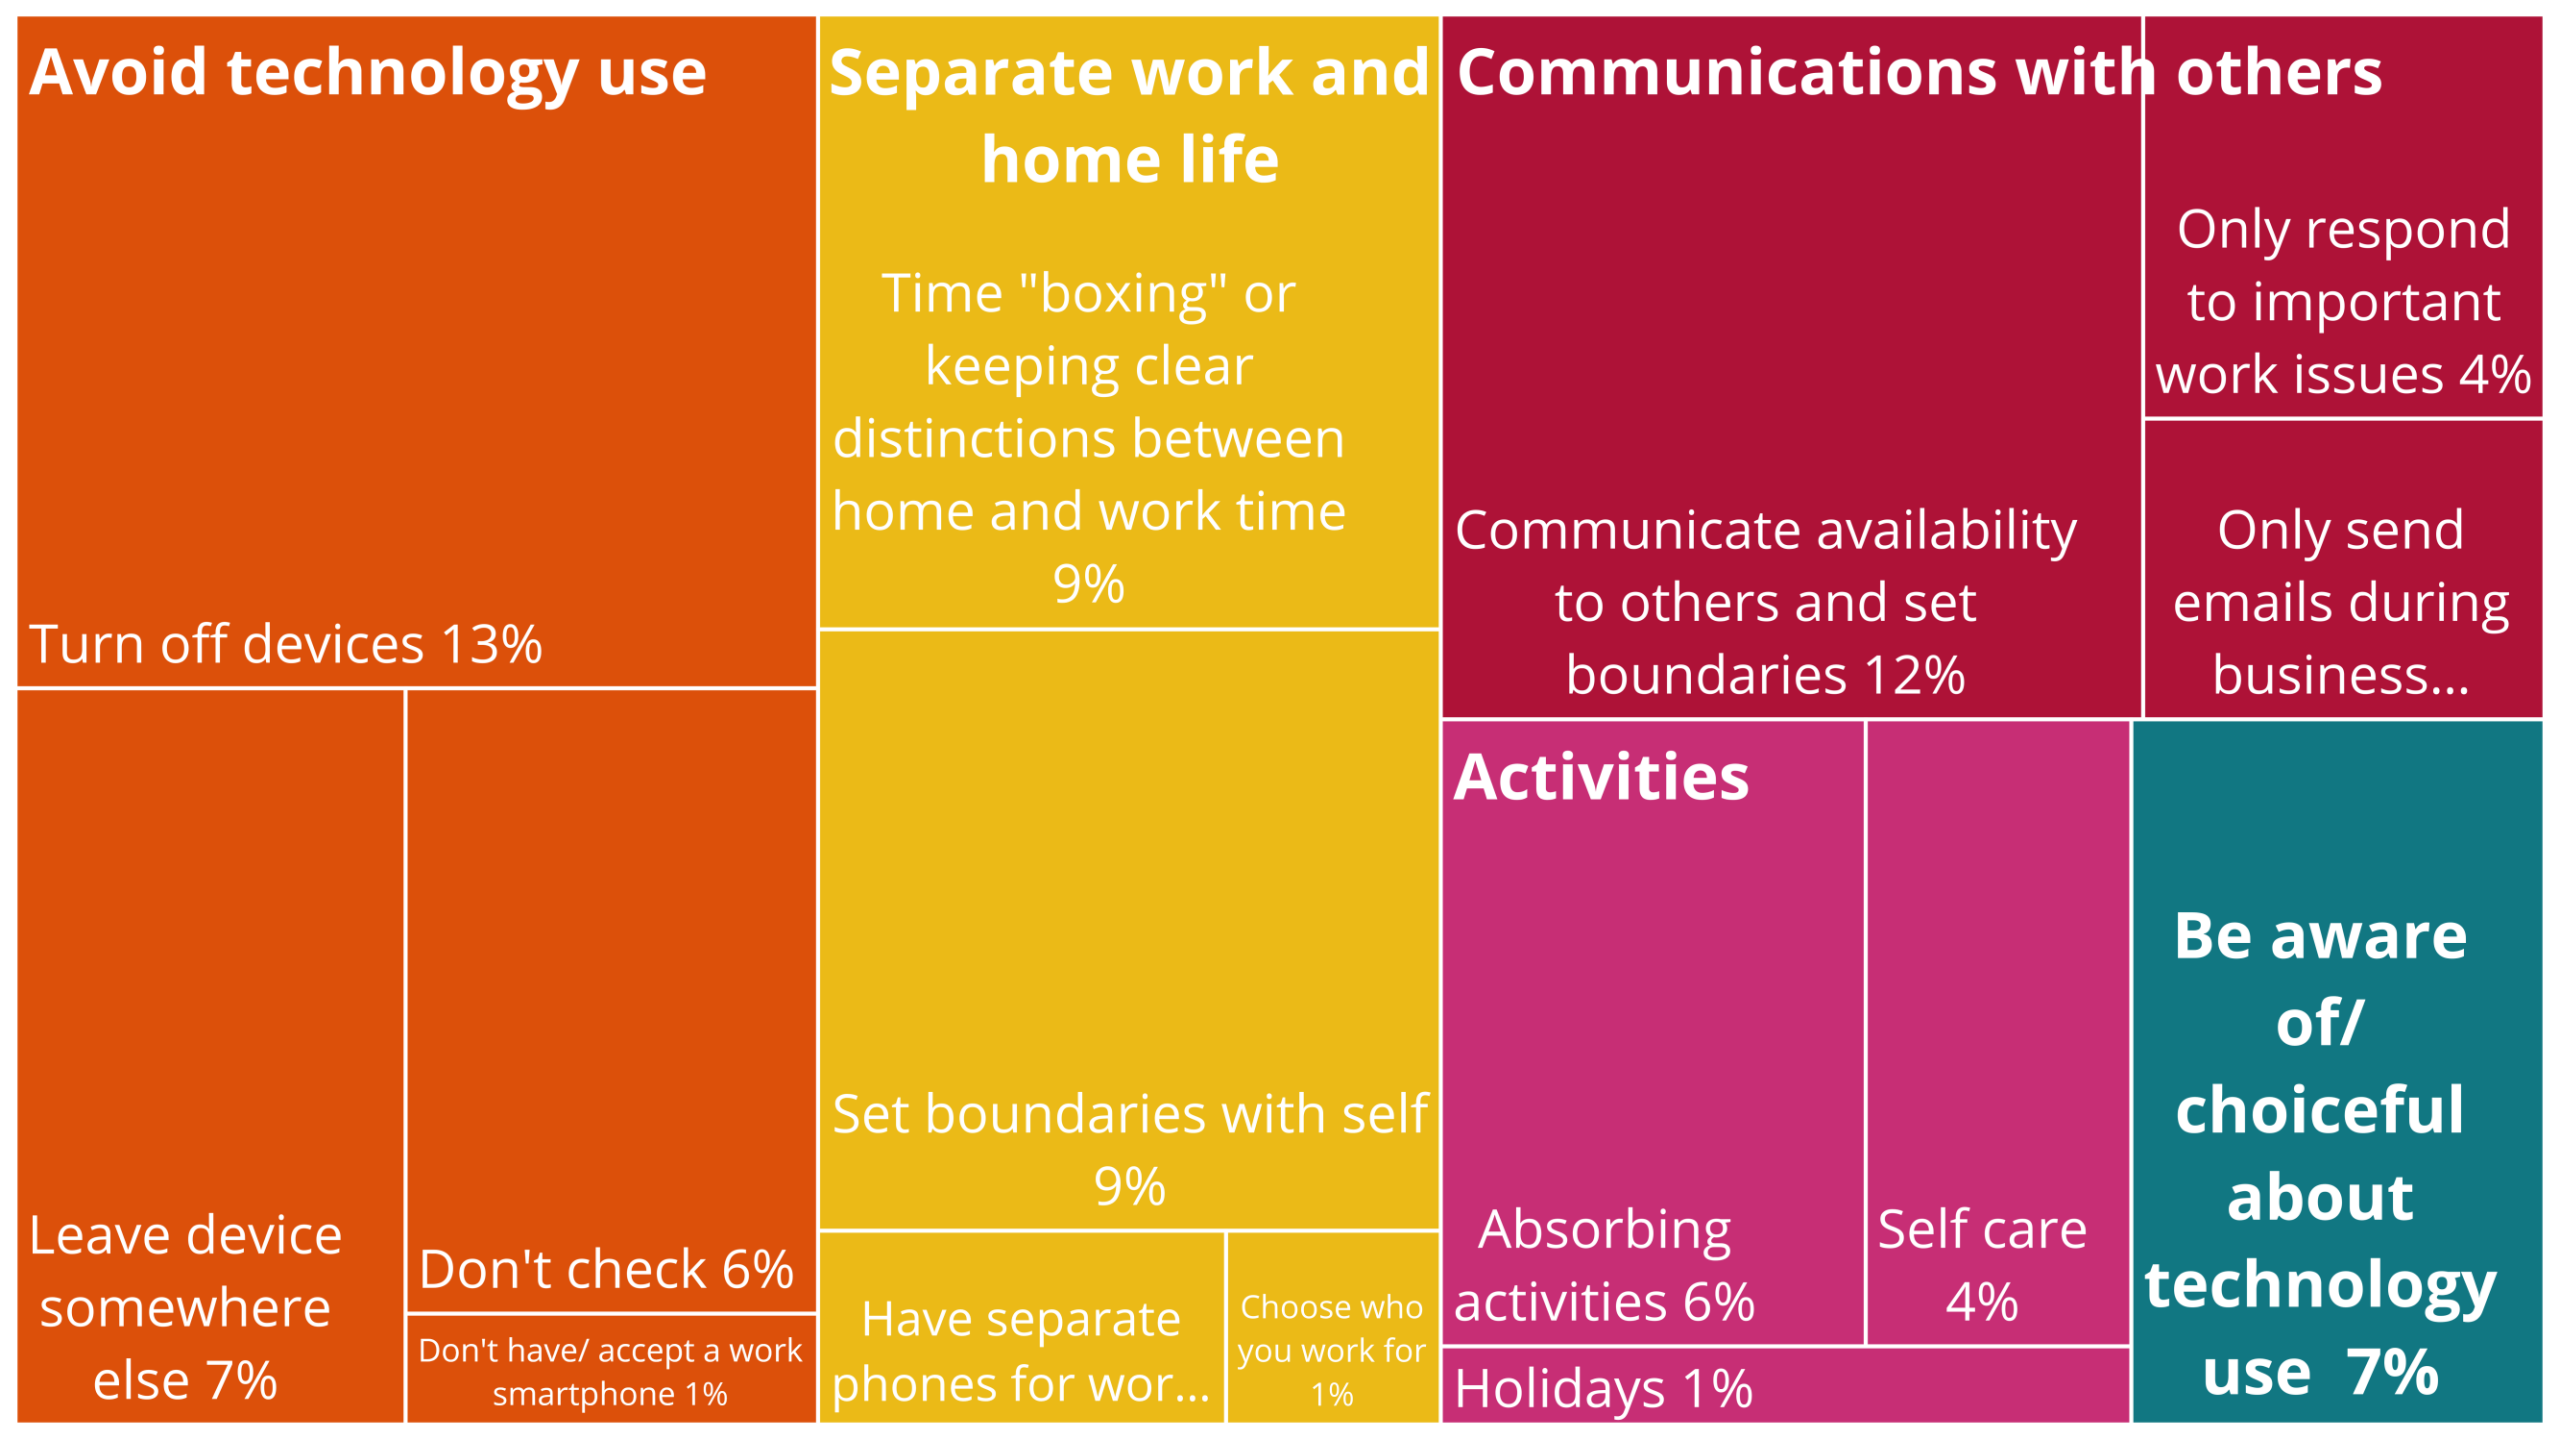 Avoid technology use
Turn off devices 13%
Leave device
somewhere
else 7%
Don't check 6%
Don't have/ accept a work
smartphone 1%
Separate work and
home life
Time "boxing" or
keeping clear
distinctions between
home and work time
9%
Set boundaries with self
9%
Have separate
phones for wor...
Choose who
you work for
1%
Communications with others
Communicate availability
to others and set
boundaries 12%
Only respond
to important
work issues 4%
Only send
emails during
business...
Activities
Absorbing
activities 6%
Self care
4%
Holidays 1%
Be aware
of/
choiceful
about
technology
use  7%